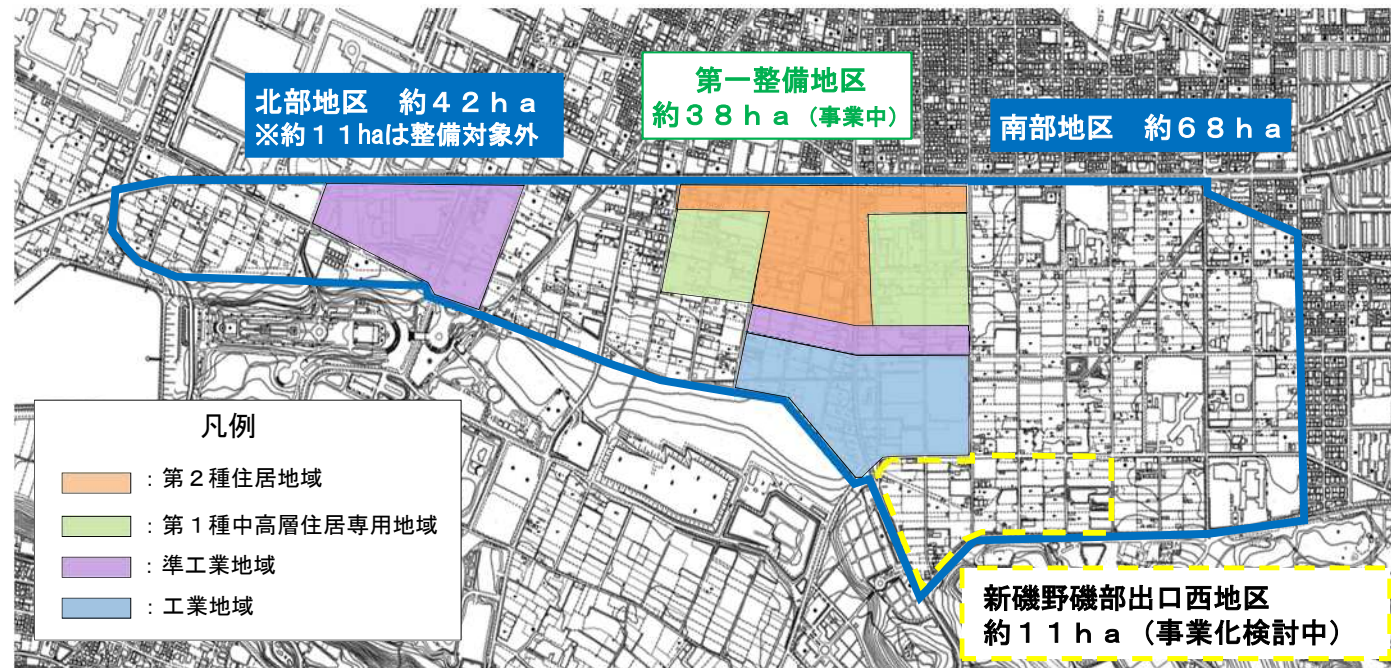 北部地区 約42ha
※約11haは整備対象外
第一整備地区
約38ha(事業中)
南部地区 約68ha
凡例
:第2種住居地域
:第1種中高層住居専用地域
:準工業地域
:工業地域
新磯野磯部出口西地区
約11ha(事業化検討中)